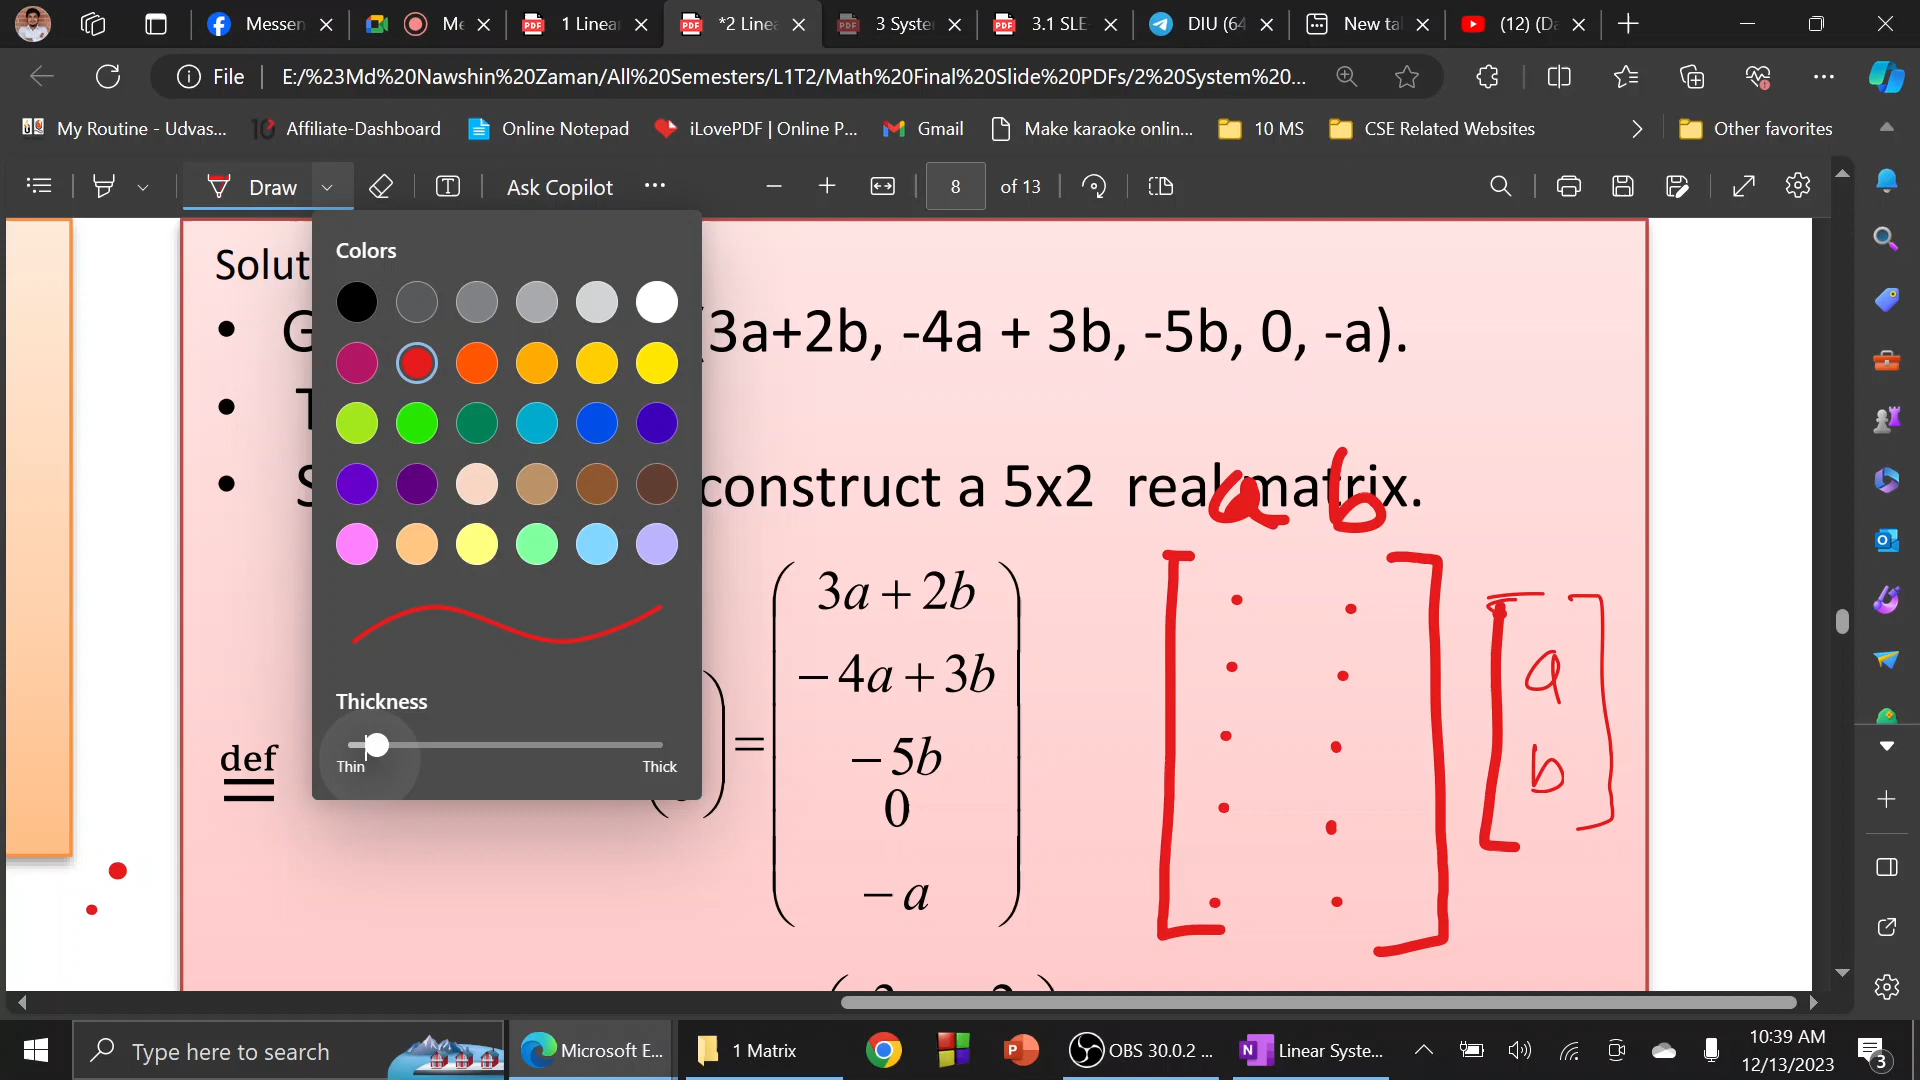 Messen
Me
1 Linea
*2 Linea
3 Syste
3.1 SLE
DIU (64
New ta
(12) (Da
File
E:/%23Md%20Nawshin%20Zaman/All%20Semesters/L1T2/Math%20Final%20Slide%20PDFs/2%20System%20...
My Routine - Udvas...
Affiliate-Dashboard
Online Notepad
iLovePDF | Online P...
Gmail
Make karaoke onlin...
10 MS
CSE Related Websites
Other favorites
Draw
Ask Copilot
8
of 13
Colors
Thickness
Thin
Thick
Solut
• G (3a+2b, -4a + 3b, -5b, 0, -a).
• T
• S construct a 5x2 real matrix.
a b
def
=
3a + 2b
− 4a + 3b
− 5b
0
− a
a
b
Type here to search
Microsoft E...
1 Matrix
OBS 30.0.2 ...
Linear Syste...
10:39 AM
12/13/2023
3